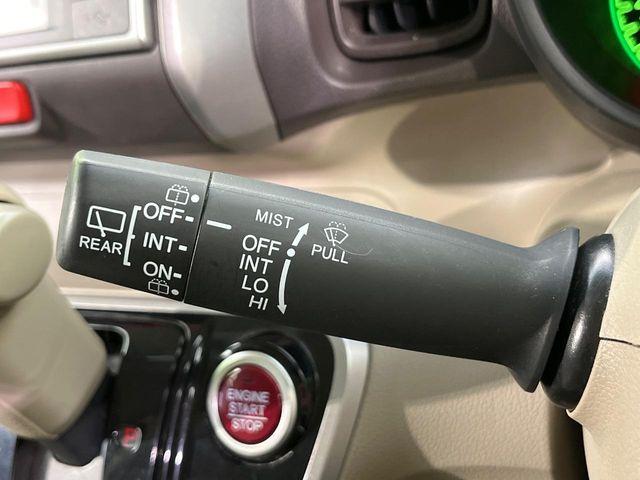 REAR
OFF
INT
ON
MIST
OFF
INT
LO
HI
PULL
ENGINE
START
STOP